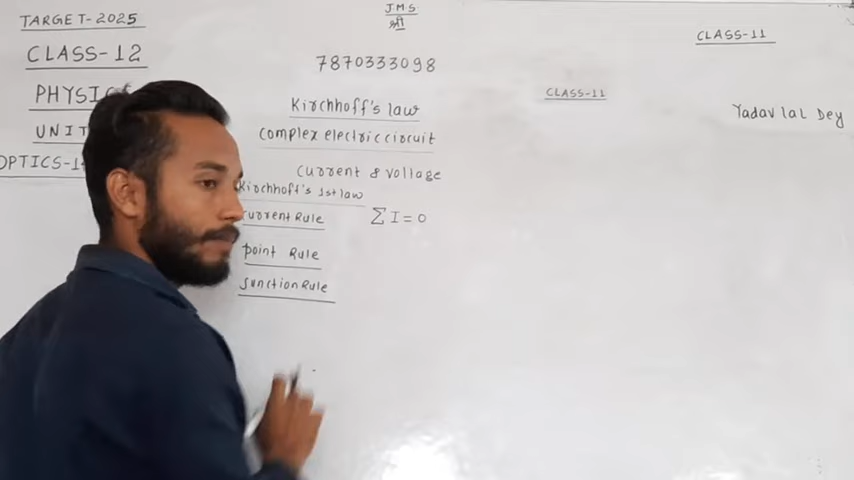 TARGET-2025
CLASS-12
PHYSICS
UNIT
OPTICS-1
JMS
श्री
7870333098
Kirchhoff's law
complex electric circuit
current & voltage
Kirchhoff's 1st law
current Rule
ΣI=0
point Rule
Junction Rule
CLASS-11
CLASS-11
Yadav lal Dey